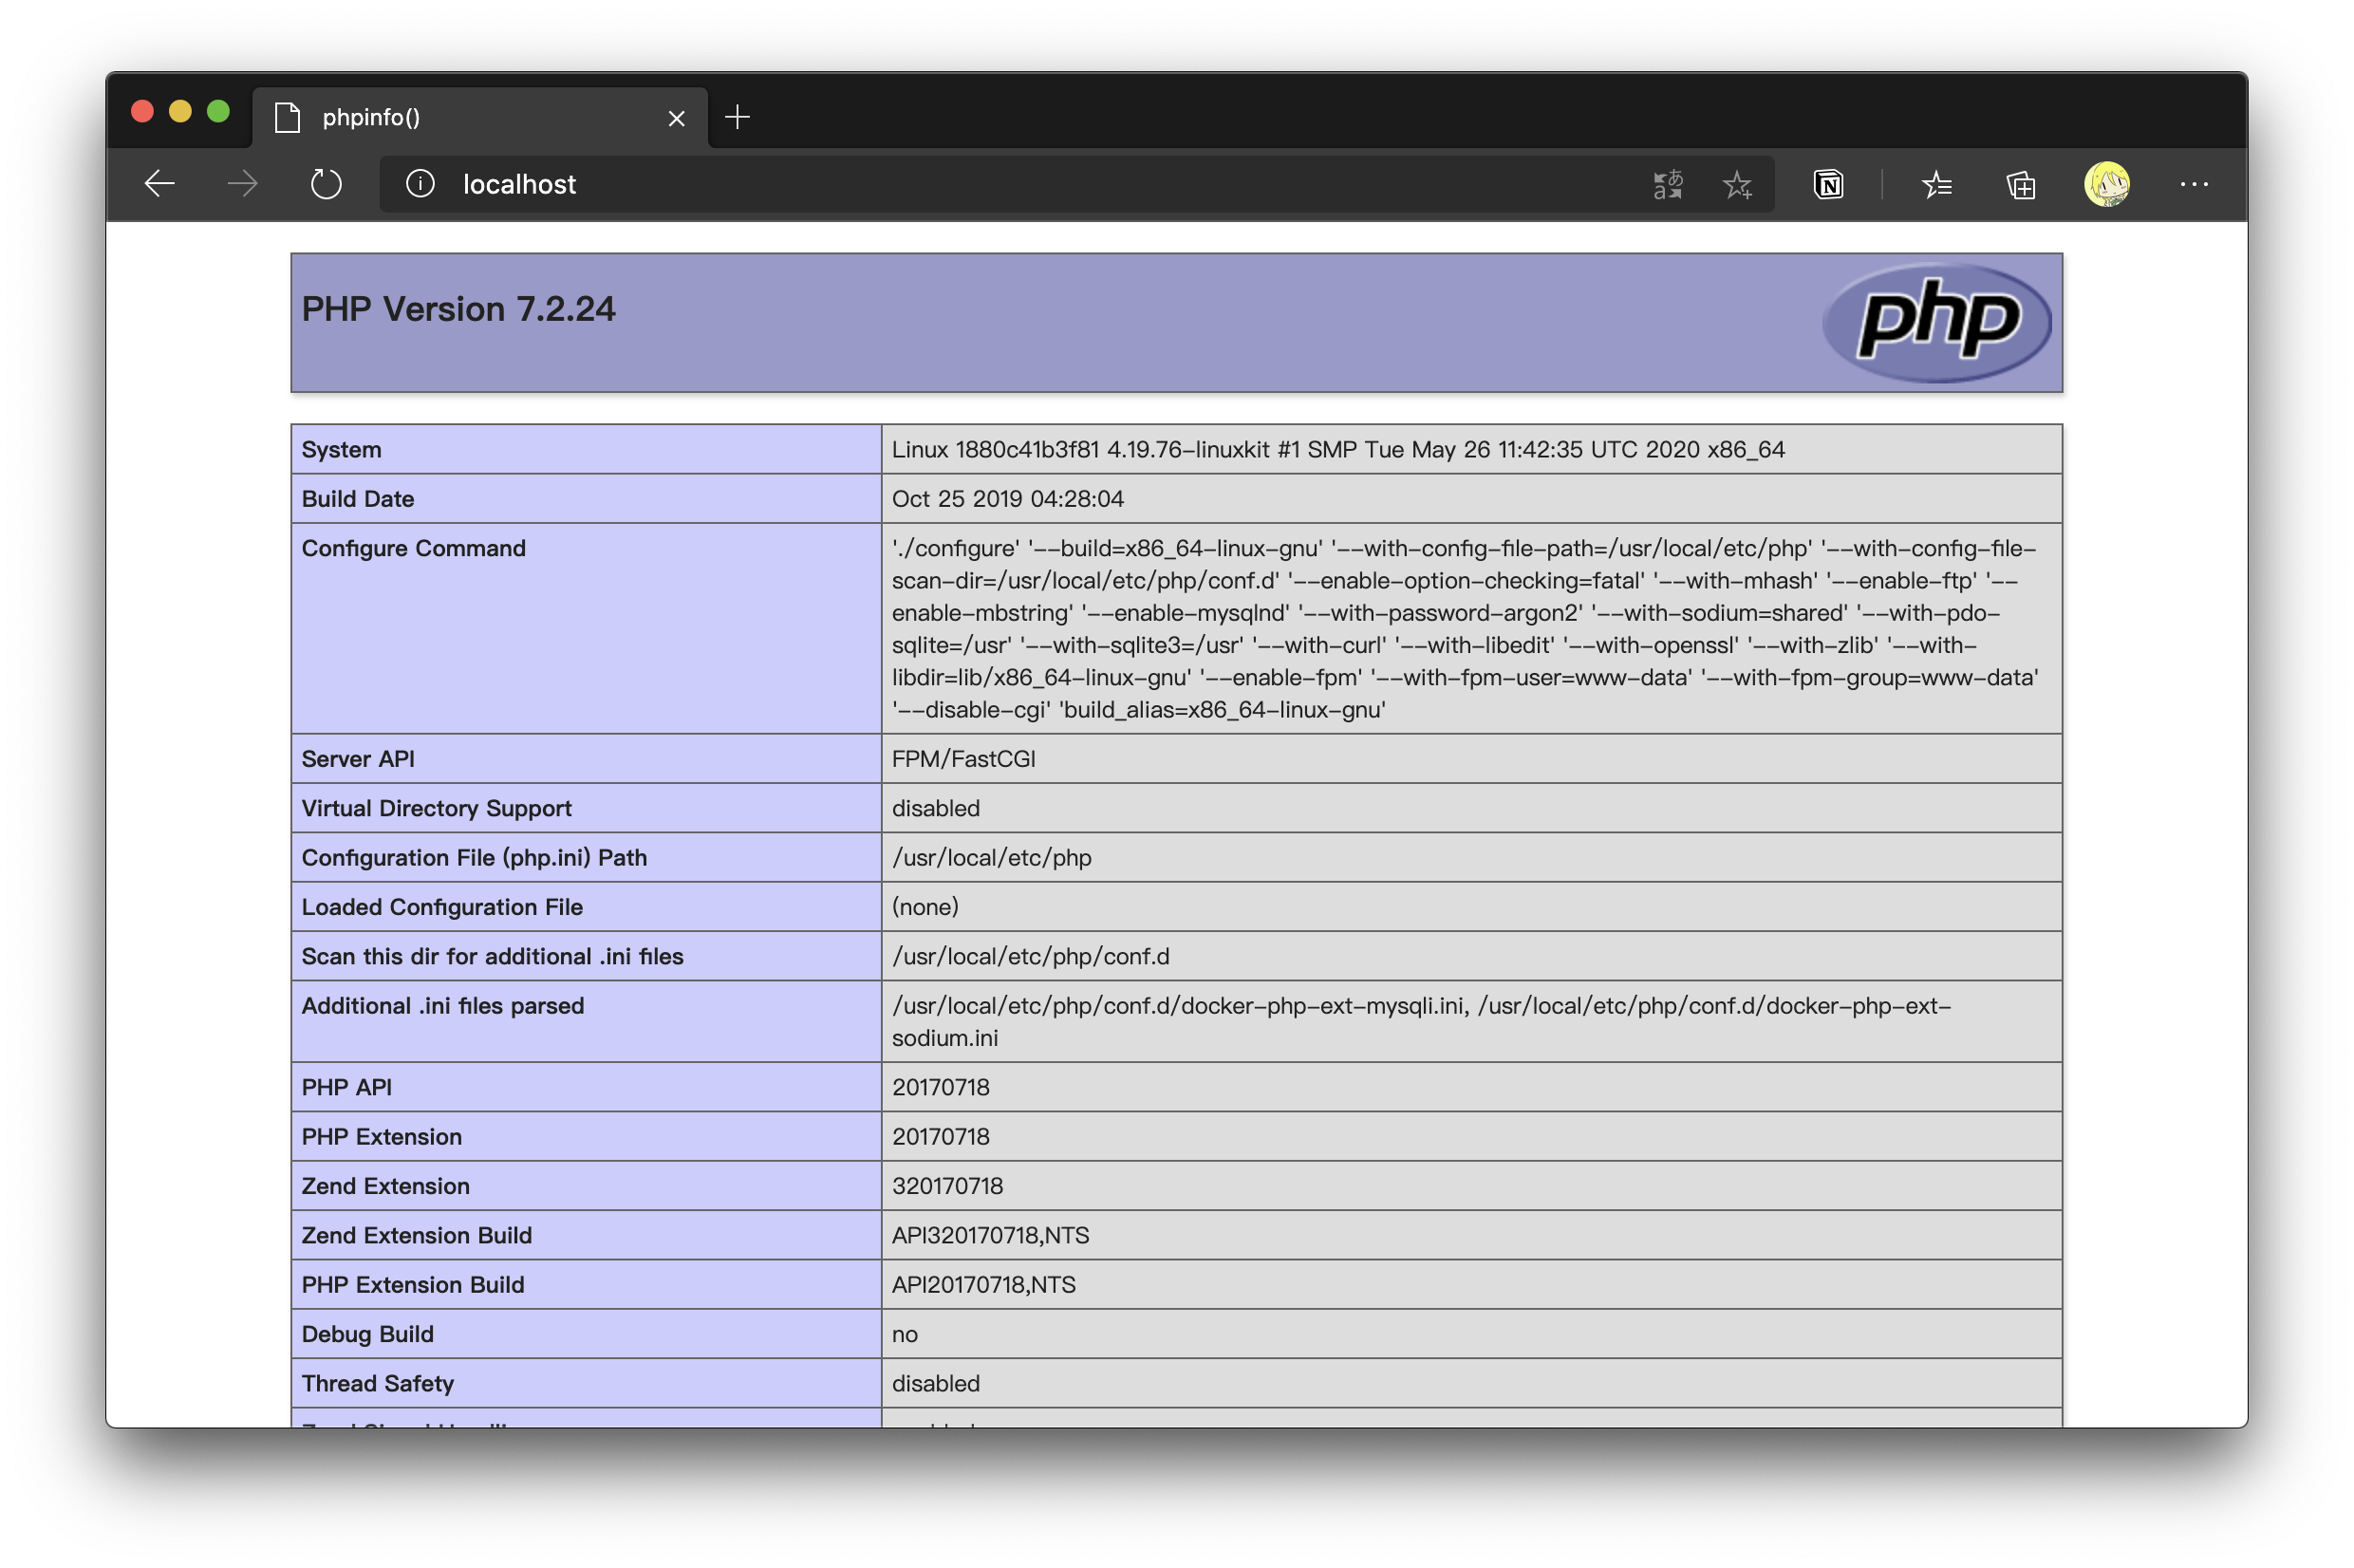 phpinfo()
localhost
PHP Version 7.2.24
php
System Linux 1880c41b3f81 4.19.76-linuxkit #1 SMP Tue May 26 11:42:35 UTC 2020 x86_64
Build Date Oct 25 2019 04:28:04
Configure Command './configure' '--build=x86_64-linux-gnu' '--with-config-file-path=/usr/local/etc/php' '--with-config-file-
scan-dir=/usr/local/etc/php/conf.d' '--enable-option-checking=fatal' '--with-mhash' '--enable-ftp' '--
enable-mbstring' '--enable-mysqlnd' '--with-password-argon2' '--with-sodium=shared' '--with-pdo-
sqlite=/usr' '--with-sqlite3=/usr' '--with-curl' '--with-libedit' '--with-openssl' '--with-zlib' '--with-
libdir=lib/x86_64-linux-gnu' '--enable-fpm' '--with-fpm-user=www-data' '--with-fpm-group=www-data'
'--disable-cgi' 'build_alias=x86_64-linux-gnu'
Server API FPM/FastCGI
Virtual Directory Support disabled
Configuration File (php.ini) Path /usr/local/etc/php
Loaded Configuration File (none)
Scan this dir for additional .ini files /usr/local/etc/php/conf.d
Additional .ini files parsed /usr/local/etc/php/conf.d/docker-php-ext-mysqli.ini, /usr/local/etc/php/conf.d/docker-php-ext-
sodium.ini
PHP API 20170718
PHP Extension 20170718
Zend Extension 320170718
Zend Extension Build API320170718,NTS
PHP Extension Build API20170718,NTS
Debug Build no
Thread Safety disabled